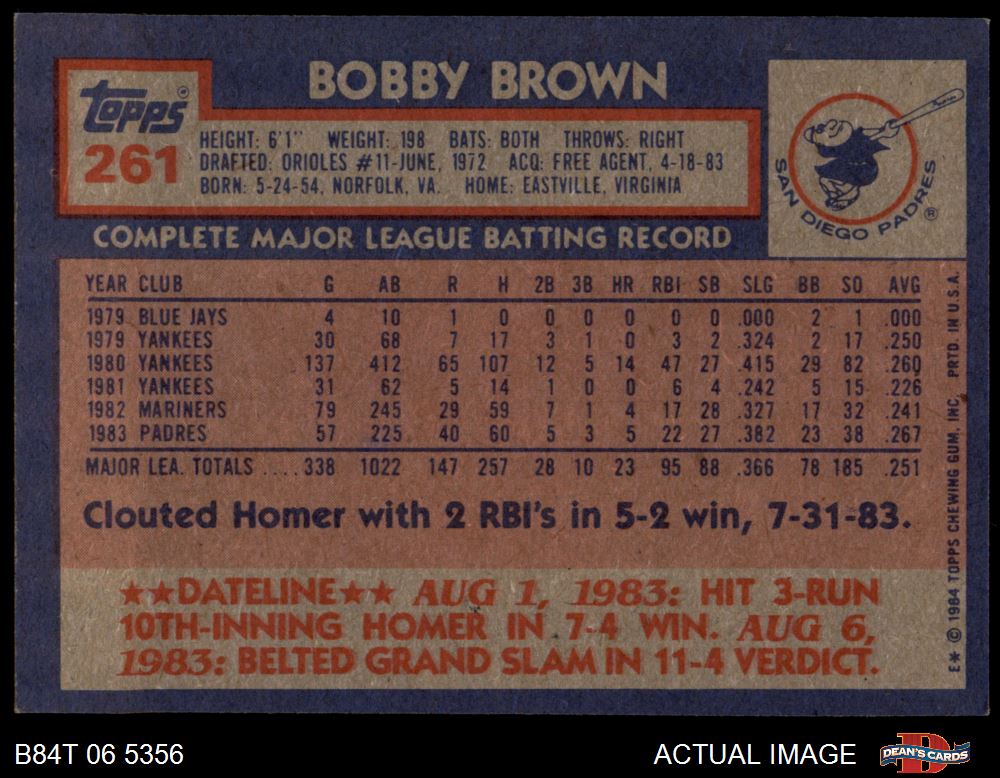 BOBBY BROWN
Topps®
261
HEIGHT: 6'1" WEIGHT: 198 BATS: BOTH THROWS: RIGHT
DRAFTED: ORIOLES #11-JUNE, 1972 ACQ: FREE AGENT, 4-18-83
BORN: 5-24-54, NORFOLK, VA. HOME: EASTVILLE, VIRGINIA
SAN DIEGO PADRES ®
COMPLETE MAJOR LEAGUE BATTING RECORD
YEAR CLUB G AB R H 2B 3B HR RBI SB SLG BB SO AVG
1979 BLUE JAYS 4 10 1 0 0 0 0 0 0 .000 2 1 .000
1979 YANKEES 30 68 7 17 3 1 0 3 2 .324 2 17 .250
1980 YANKEES 137 412 65 107 12 5 14 47 27 .415 29 82 .260
1981 YANKEES 31 62 5 14 1 0 0 6 4 .242 5 15 .226
1982 MARINERS 79 245 29 59 7 1 4 17 28 .327 17 32 .241
1983 PADRES 57 225 40 60 5 3 5 22 27 .382 23 38 .267
MAJOR LEA. TOTALS ....338 1022 147 257 28 10 23 95 88 .366 78 185 .251
Clouted Homer with 2 RBI's in 5-2 win, 7-31-83.
★★DATELINE★★ AUG 1, 1983: HIT 3-RUN
10TH-INNING HOMER IN 7-4 WIN. AUG 6,
1983: BELTED GRAND SLAM IN 11-4 VERDICT.
E* © 1984 TOPPS CHEWING GUM, INC. PRTD. IN U.S.A.
B84T 06 5356
ACTUAL IMAGE
D
DEAN'S CARDS